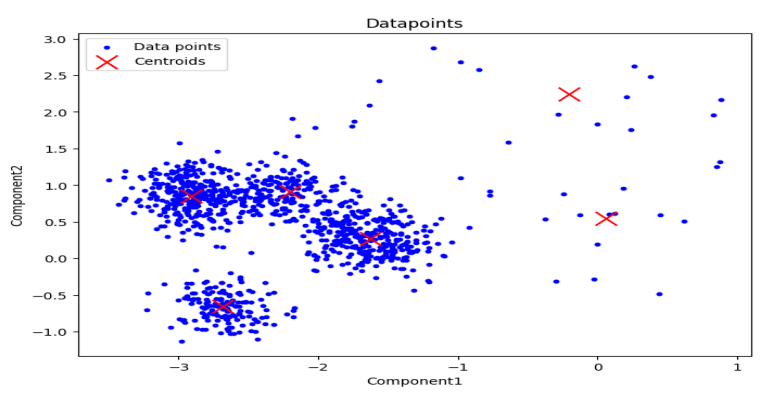 Datapoints
3.0
2.5
2.0
1.5
1.0
0.5
0.0
−0.5
−1.0
Component2
Data points
Centroids
−3
−2
−1
0
1
Component1